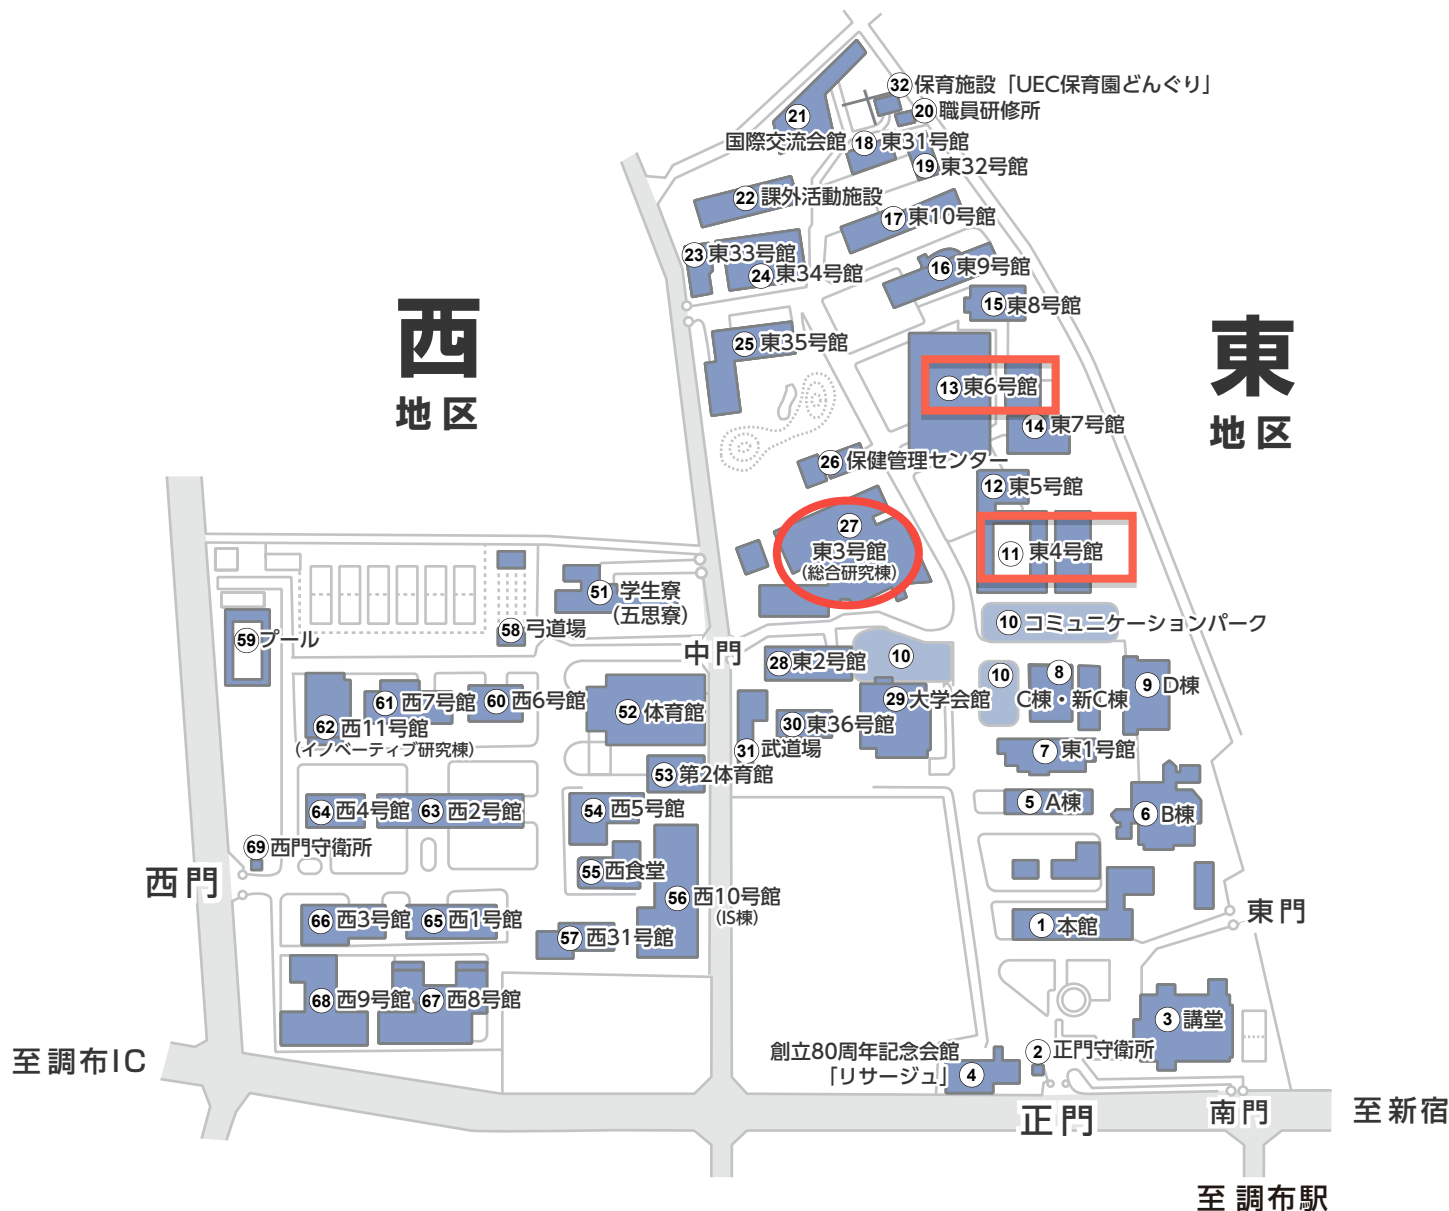 32 保育施設「UEC保育園どんぐり」
20 職員研修所
21
国際交流会館
18 東31号館
19 東32号館
22 課外活動施設
17 東10号館
23 東33号館
24 東34号館
16 東9号館
15 東8号館
西
地区
東
地区
25 東35号館
13 東6号館
14 東7号館
26 保健管理センター
12 東5号館
27
東3号館
(総合研究棟)
11 東4号館
51 学生寮
(五思寮)
58 弓道場
59 プール
10 コミュニケーションパーク
中門
28 東2号館
10
10
8
C棟・新C棟
9 D棟
61 西7号館
60 西6号館
62 西11号館
(イノベーティブ研究棟)
52 体育館
29 大学会館
30 東36号館
31 武道場
7 東1号館
53 第2体育館
64 西4号館
63 西2号館
54 西5号館
5 A棟
6 B棟
69 西門守衛所
西門
55 西食堂
56 西10号館
(IS棟)
66 西3号館
65 西1号館
57 西31号館
1 本館
東門
68 西9号館
67 西8号館
3 講堂
至調布IC
創立80周年記念会館
「リサージュ」
4
2 正門守衛所
正門
南門
至新宿
至 調布駅